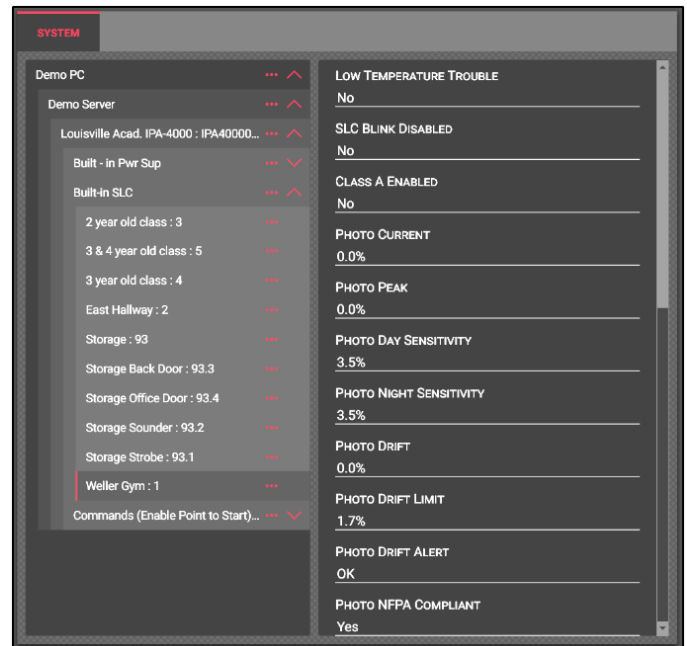 SYSTEM
Demo PC
Demo Server
Louisville Acad. IPA-4000 : IPA40000...
Built - in Pwr Sup
Built-in SLC
2 year old class : 3
3 & 4 year old class : 5
3 year old class : 4
East Hallway : 2
Storage : 93
Storage Back Door : 93.3
Storage Office Door : 93.4
Storage Sounder : 93.2
Storage Strobe : 93.1
Weller Gym : 1
Commands (Enable Point to Start)...
LOW TEMPERATURE TROUBLE
No
SLC BLINK DISABLED
No
CLASS A ENABLED
No
PHOTO CURRENT
0.0%
PHOTO PEAK
0.0%
PHOTO DAY SENSITIVITY
3.5%
PHOTO NIGHT SENSITIVITY
3.5%
PHOTO DRIFT
0.0%
PHOTO DRIFT LIMIT
1.7%
PHOTO DRIFT ALERT
OK
PHOTO NFPA COMPLIANT
Yes